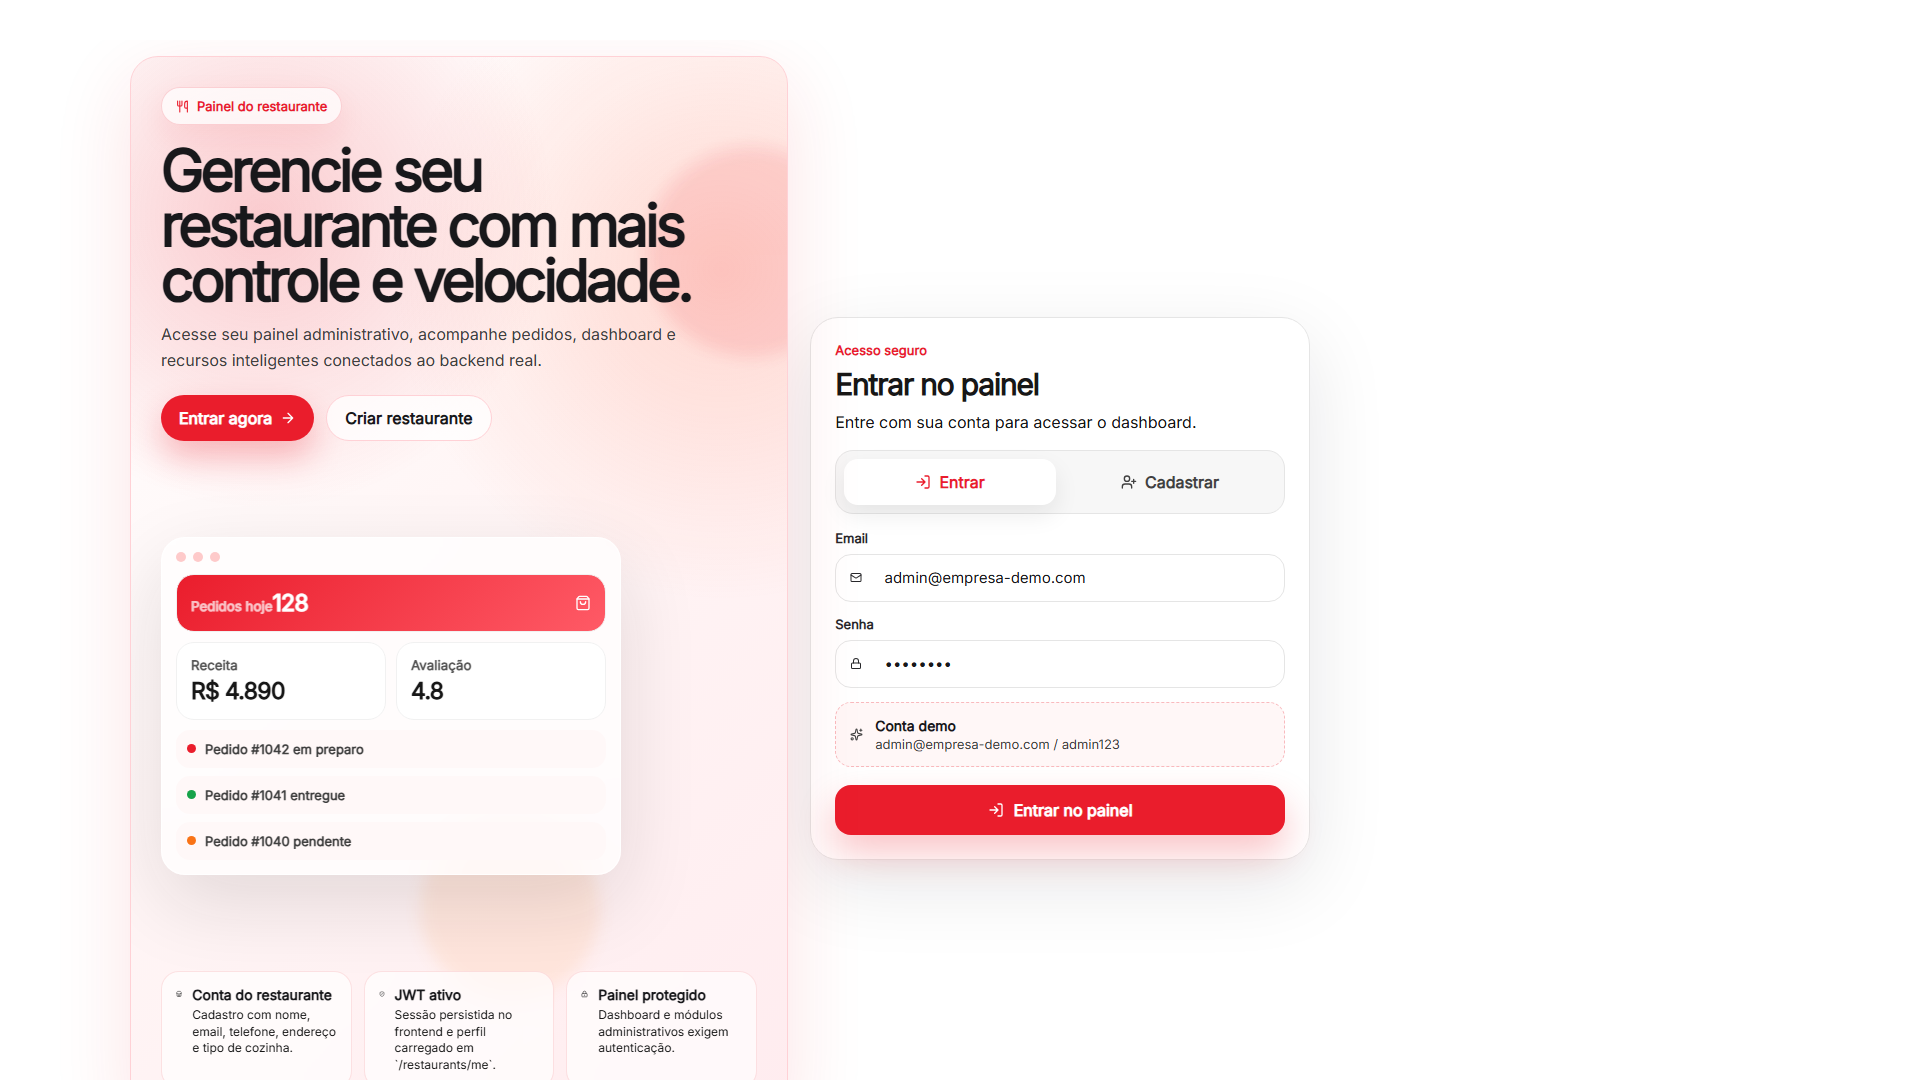 Painel do restaurante
Gerencie seu
restaurante com mais
controle e velocidade.
Acesse seu painel administrativo, acompanhe pedidos, dashboard e
recursos inteligentes conectados ao backend real.
Entrar agora
Criar restaurante
Pedidos hoje128
Receita
R$ 4.890
Avaliação
4.8
Pedido #1042 em preparo
Pedido #1041 entregue
Pedido #1040 pendente
Conta do restaurante
Cadastro com nome,
email, telefone, endereço
e tipo de cozinha.
JWT ativo
Sessão persistida no
frontend e perfil
carregado em
`/restaurants/me`.
Painel protegido
Dashboard e módulos
administrativos exigem
autenticação.
Acesso seguro
Entrar no painel
Entre com sua conta para acessar o dashboard.
Entrar
Cadastrar
Email
admin@empresa-demo.com
Senha
••••••••
Conta demo
admin@empresa-demo.com / admin123
Entrar no painel